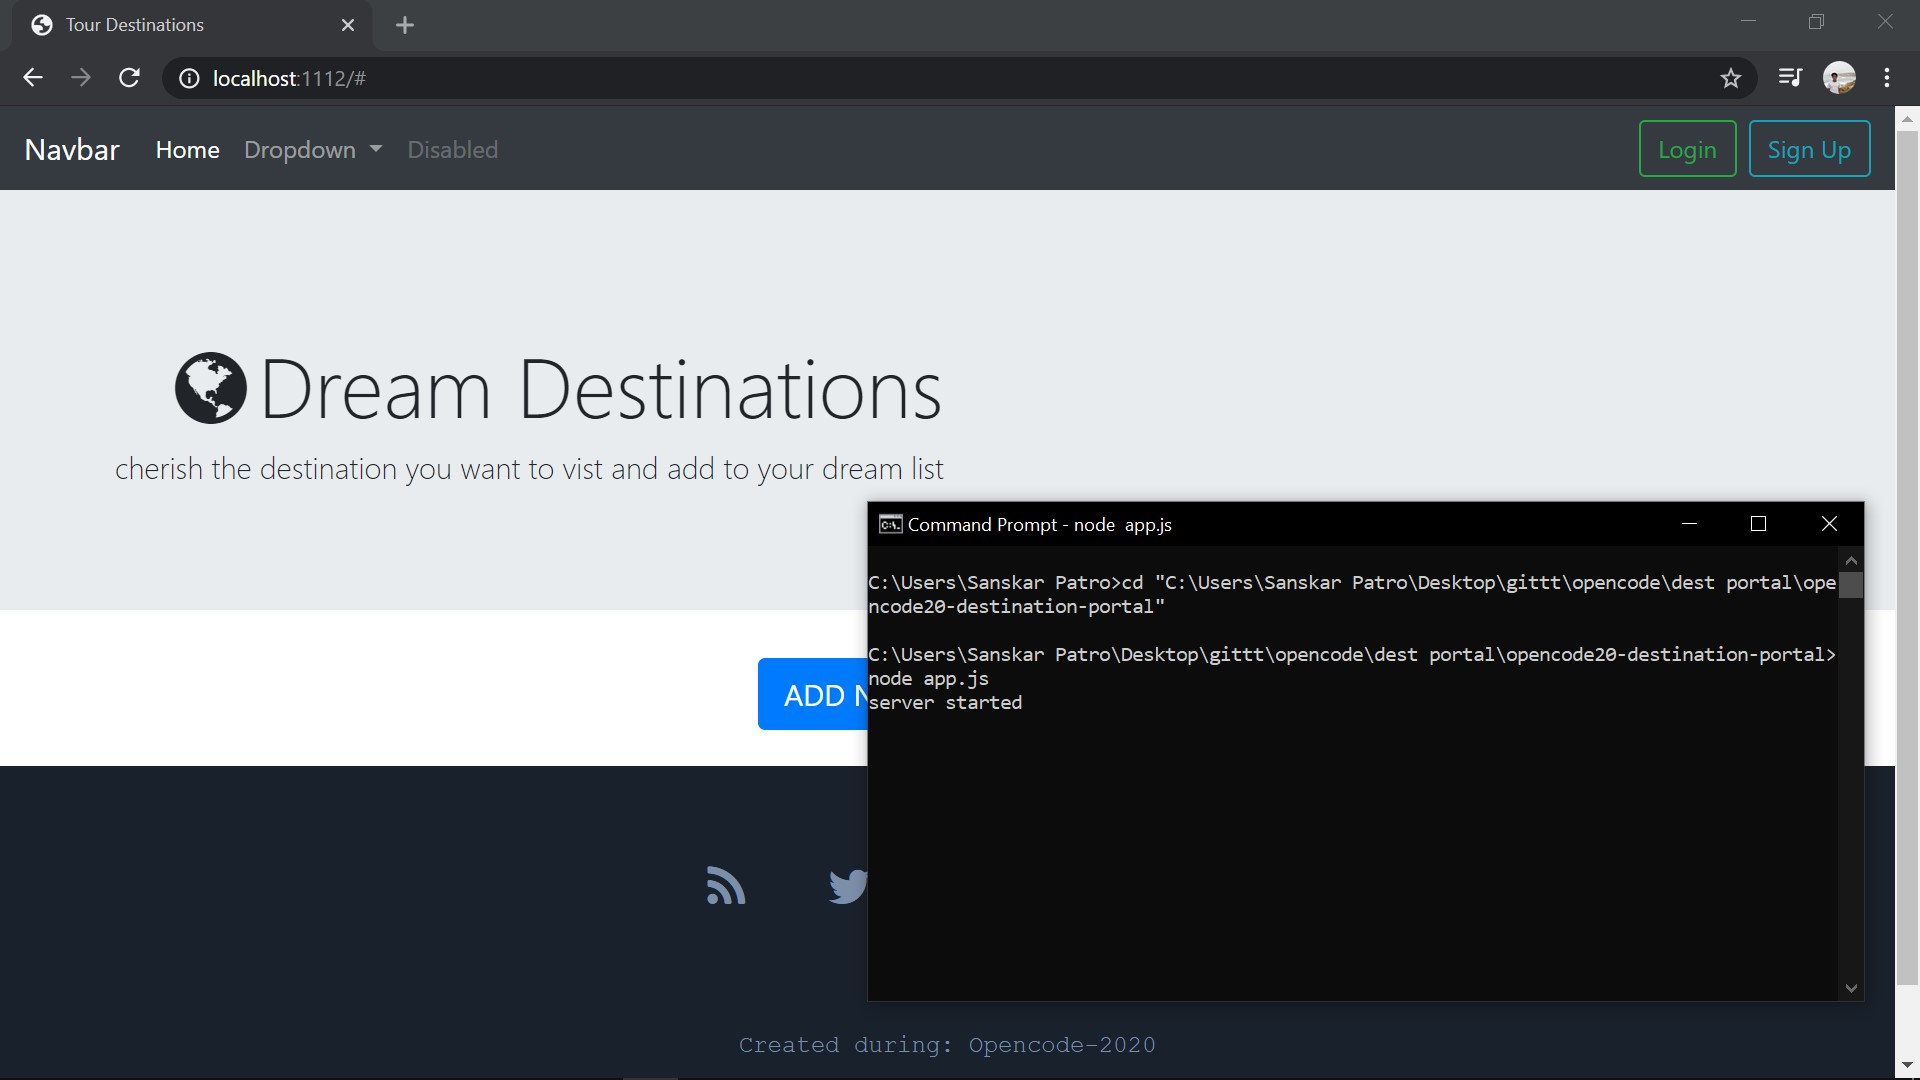 Tour Destinations
localhost:1112/#
Navbar Home Dropdown Disabled Login Sign Up
Dream Destinations
cherish the destination you want to vist and add to your dream list
Command Prompt - node app.js
C:\Users\Sanskar Patro>cd "C:\Users\Sanskar Patro\Desktop\gittt\opencode\dest portal\ope
ncode20-destination-portal"
C:\Users\Sanskar Patro\Desktop\gittt\opencode\dest portal\opencode20-destination-portal>
node app.js
server started
ADD
Created during: Opencode-2020